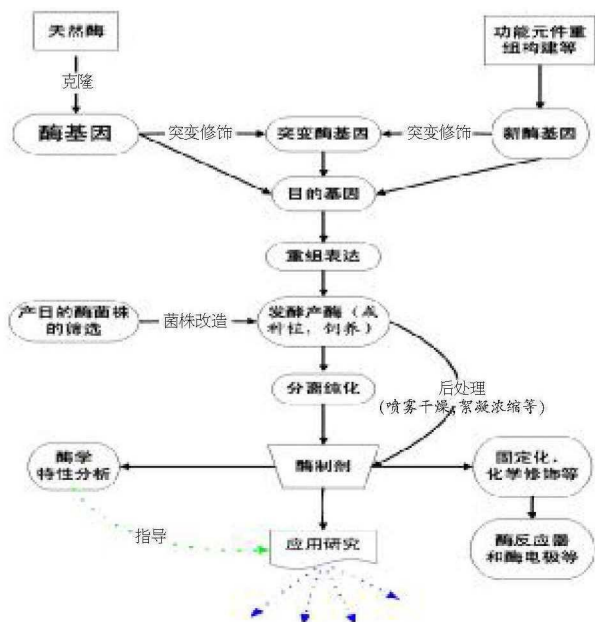 天然酶
功能元件重
组构建等
克隆
酶基因
突变修饰
突变酶基因
突变修饰
新酶基因
目的基因
重组表达
产目的酶菌株
的筛选
菌株改造
发酵产酶（或
种植，饲养）
分离纯化
后处理
(喷雾干燥,絮凝浓缩等)
酶学
特性分析
酶制剂
固定化、
化学修饰等
指导
应用研究
酶反应器
和酶电极等